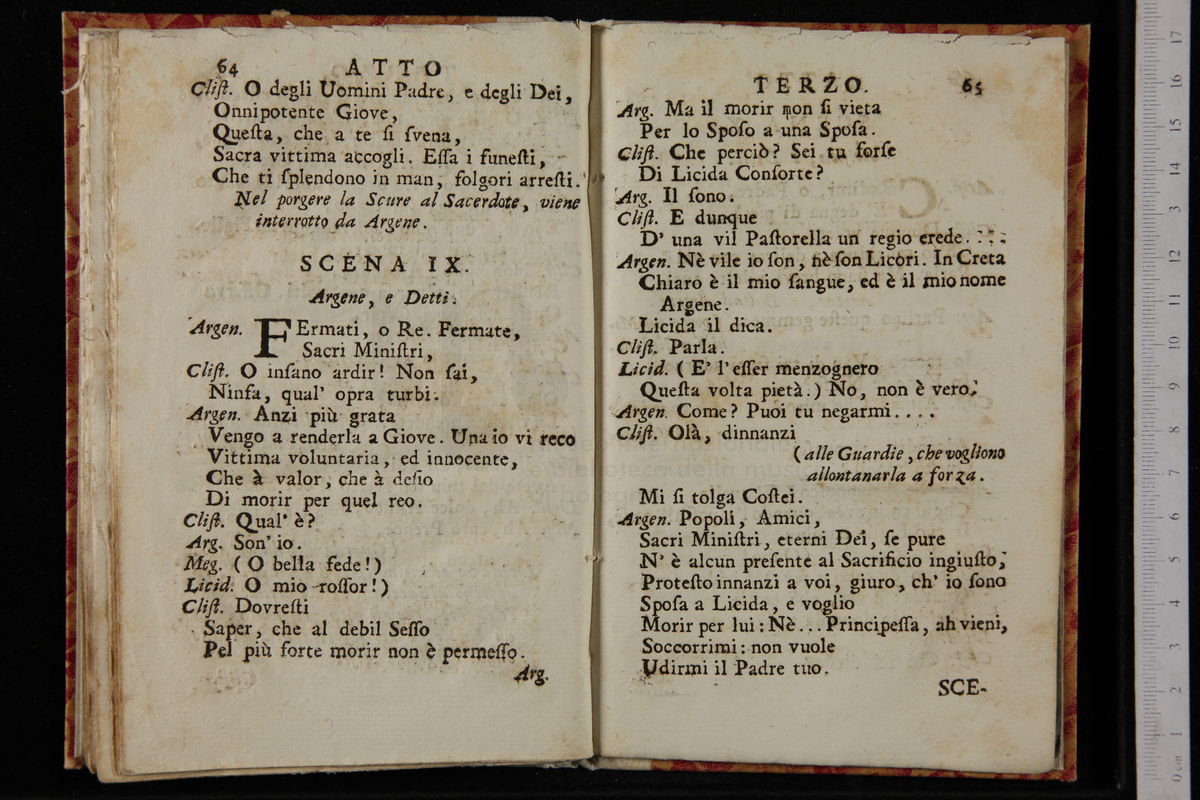 64 ATTO
Clist. O degli Uomini Padre, e degli Dei,
Onnipotente Giove,
Questa, che a te si svena,
Sacra vittima accogli. Essa i funesti,
Che ti splendono in man, folgori arresti.
Nel porgere la Scure al Sacerdote, viene
interrotto da Argene.
SCENA IX.
Argene, e Detti.
Argen. FErmati, o Re. Fermate,
Sacri Ministri,
Clist. O insano ardir! Non sai,
Ninfa, qual' opra turbi.
Argen. Anzi più grata
Vengo a renderla a Giove. Una io vi reco
Vittima voluntaria, ed innocente,
Che à valor, che à desio
Di morir per quel reo.
Clist. Qual' è?
Arg. Son' io.
Meg. (O bella fede!)
Licid. O mio rossor!)
Clist. Dovresti
Saper, che al debil Sesso
Pel più forte morir non è permesso.
Arg.
TERZO. 65
Arg. Ma il morir non si vieta
Per lo Sposo a una Sposa.
Clist. Che perciò? Sei tu forse
Di Licida Consorte?
Arg. Il sono.
Clist. E dunque
D' una vil Pastorella un regio erede. . . .
Argen. Nè vile io son, nè son Licori. In Creta
Chiaro è il mio sangue, ed è il mio nome
Argene.
Licida il dica.
Clist. Parla.
Licid. (E' l'esser menzognero
Questa volta pietà.) No, non è vero.
Argen. Come? Puoi tu negarmi....
Clist. Olà, dinnanzi
(alle Guardie, che vogliono
allontanarla a forza.
Mi si tolga Costei.
Argen. Popoli, Amici,
Sacri Ministri, eterni Dei, se pure
N' è alcun presente al Sacrificio ingiusto,
Protesto innanzi a voi, giuro, ch' io sono
Sposa a Licida, e voglio
Morir per lui: Nè... Principessa, ah vieni,
Soccorrimi: non vuole
Udirmi il Padre tuo.
SCE-